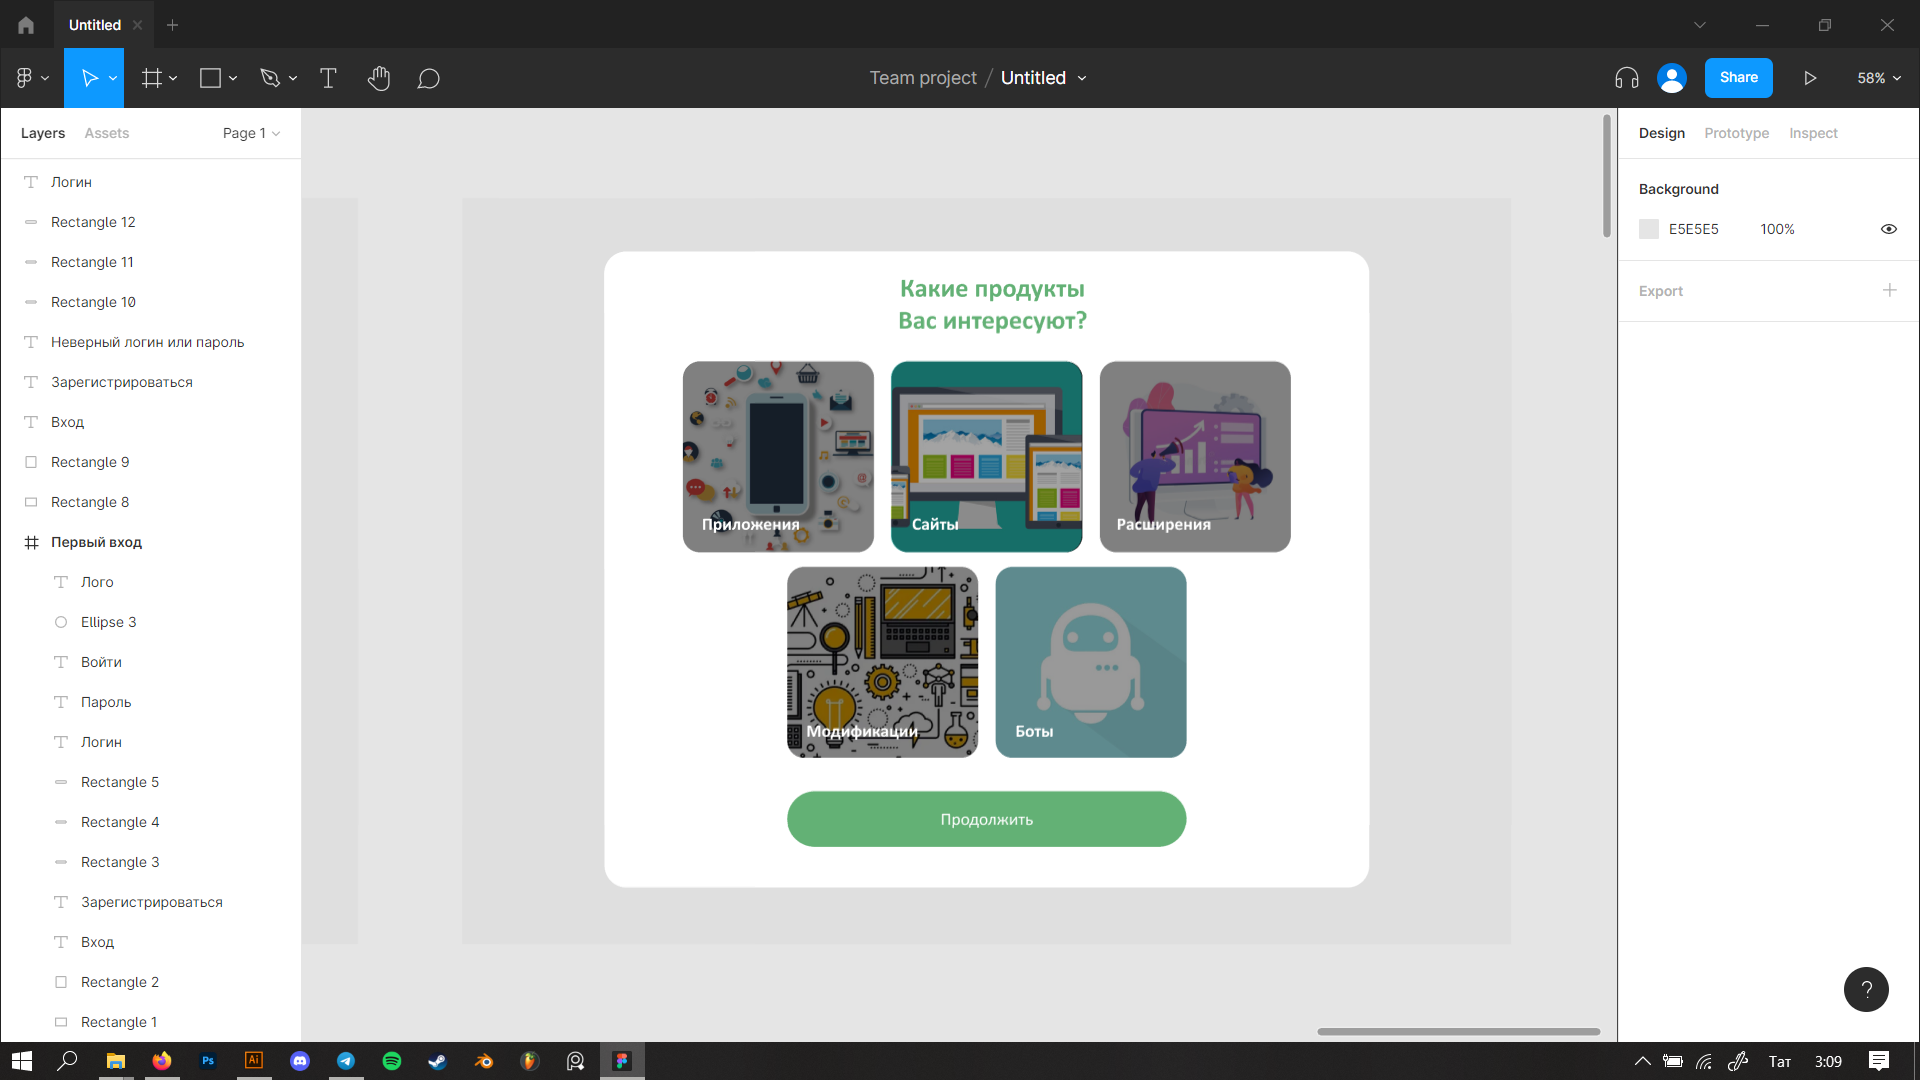 Untitled
Team project / Untitled
Share
58%
Layers
Assets
Page 1
Логин
Rectangle 12
Rectangle 11
Rectangle 10
Неверный логин или пароль
Зарегистрироваться
Вход
Rectangle 9
Rectangle 8
Первый вход
Лого
Ellipse 3
Войти
Пароль
Логин
Rectangle 5
Rectangle 4
Rectangle 3
Зарегистрироваться
Вход
Rectangle 2
Rectangle 1
Какие продукты
Вас интересуют?
Приложения
Сайты
Расширения
Модификации
Боты
Продолжить
Design
Prototype
Inspect
Background
E5E5E5
100%
Export
?
Ps
Ai
Тат
3:09